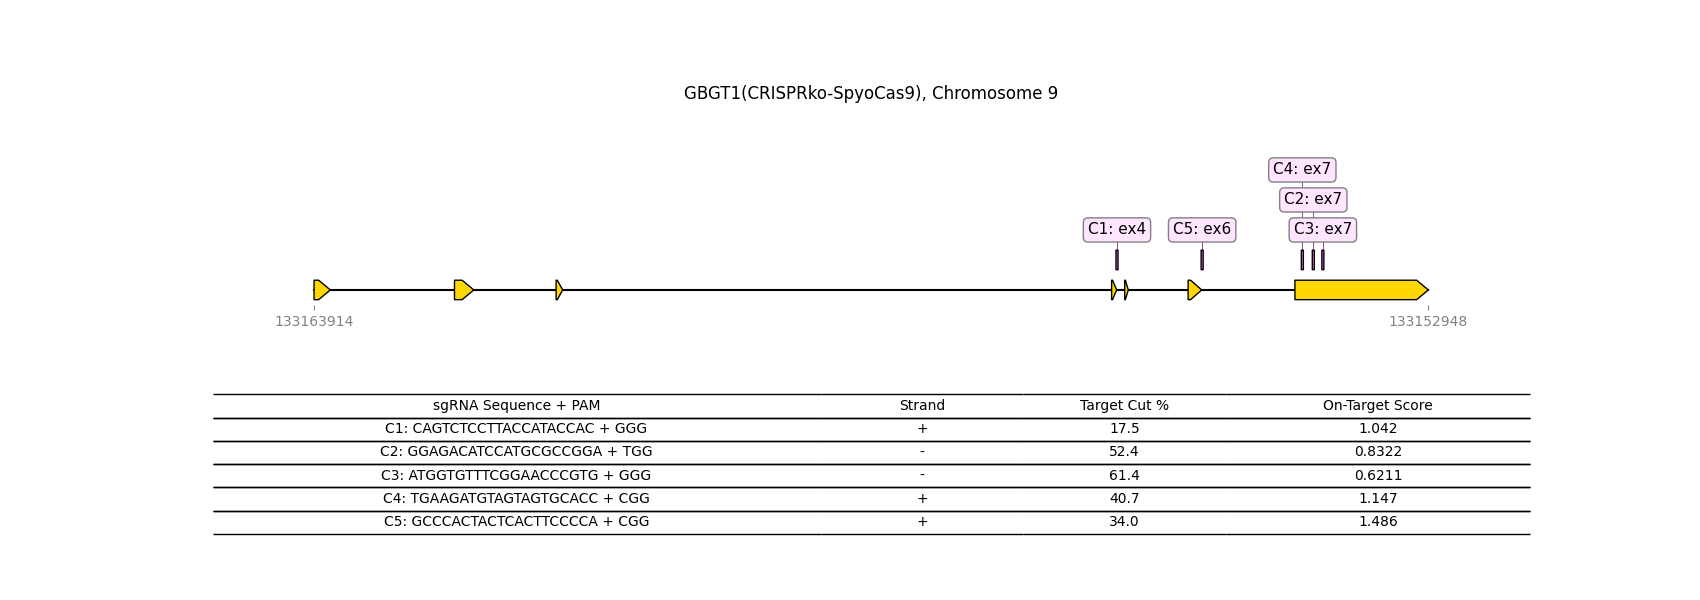 GBGT1(CRISPRko-SpyoCas9), Chromosome 9
C4: ex7
C2: ex7
C1: ex4 C5: ex6 C3: ex7
133163914 133152948
sgRNA Sequence + PAM Strand Target Cut % On-Target Score
C1: CAGTCTCCTTACCATACCAC + GGG + 17.5 1.042
C2: GGAGACATCCATGCGCCGGA + TGG - 52.4 0.8322
C3: ATGGTGTTTCGGAACCCGTG + GGG - 61.4 0.6211
C4: TGAAGATGTAGTAGTGCACC + CGG + 40.7 1.147
C5: GCCCACTACTCACTTCCCCA + CGG + 34.0 1.486